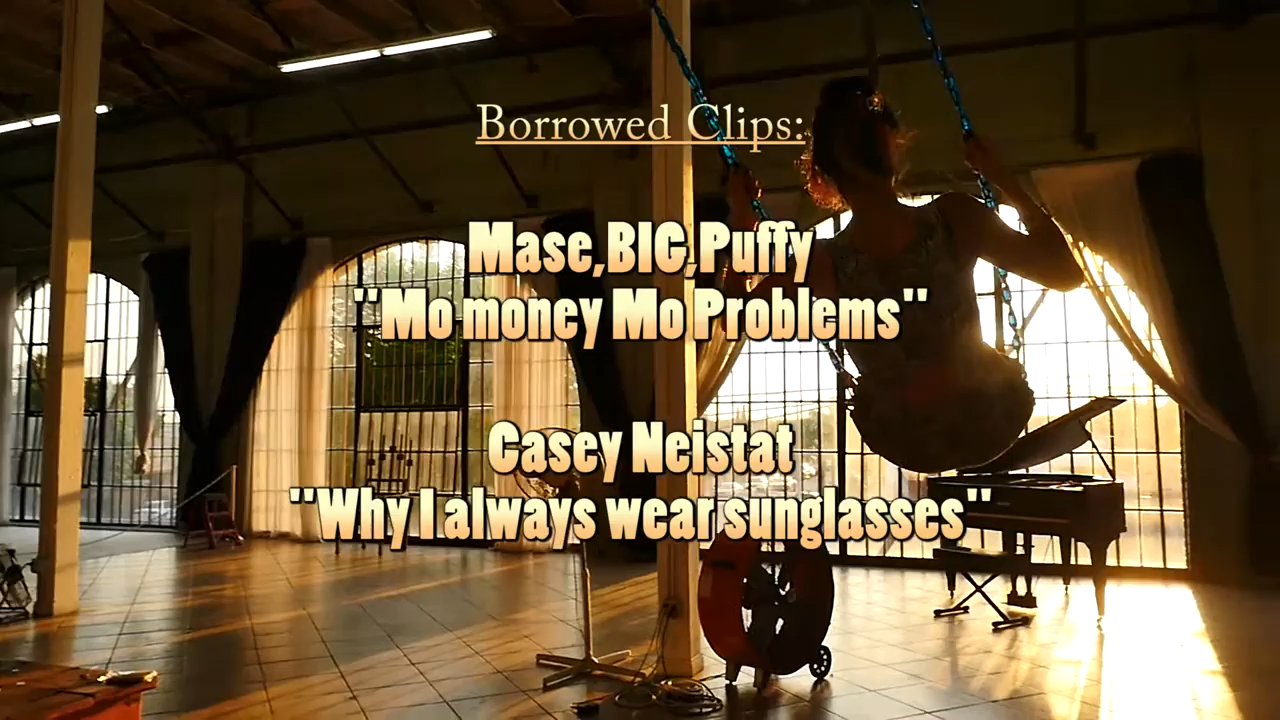 Borrowed Clips:
Mase,BIG,Puffy
"Mo money Mo Problems"
Casey Neistat
"Why I always wear sunglasses"